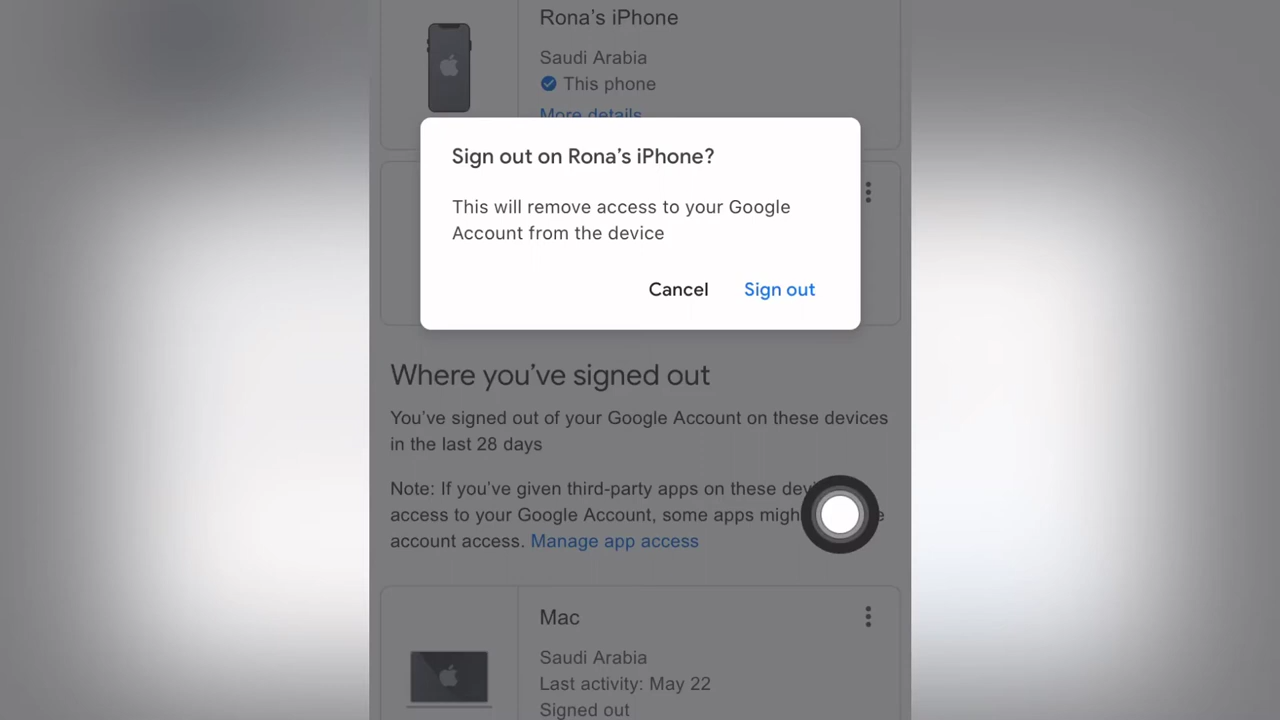 Rona's iPhone
Saudi Arabia
This phone
More details
Sign out on Rona's iPhone?
This will remove access to your Google
Account from the device
Cancel
Sign out
Where you've signed out
You've signed out of your Google Account on these devices
in the last 28 days
Note: If you've given third-party apps on these
access to your Google Account, some apps
account access. Manage app access
Mac
Saudi Arabia
Last activity: May 22
Signed out